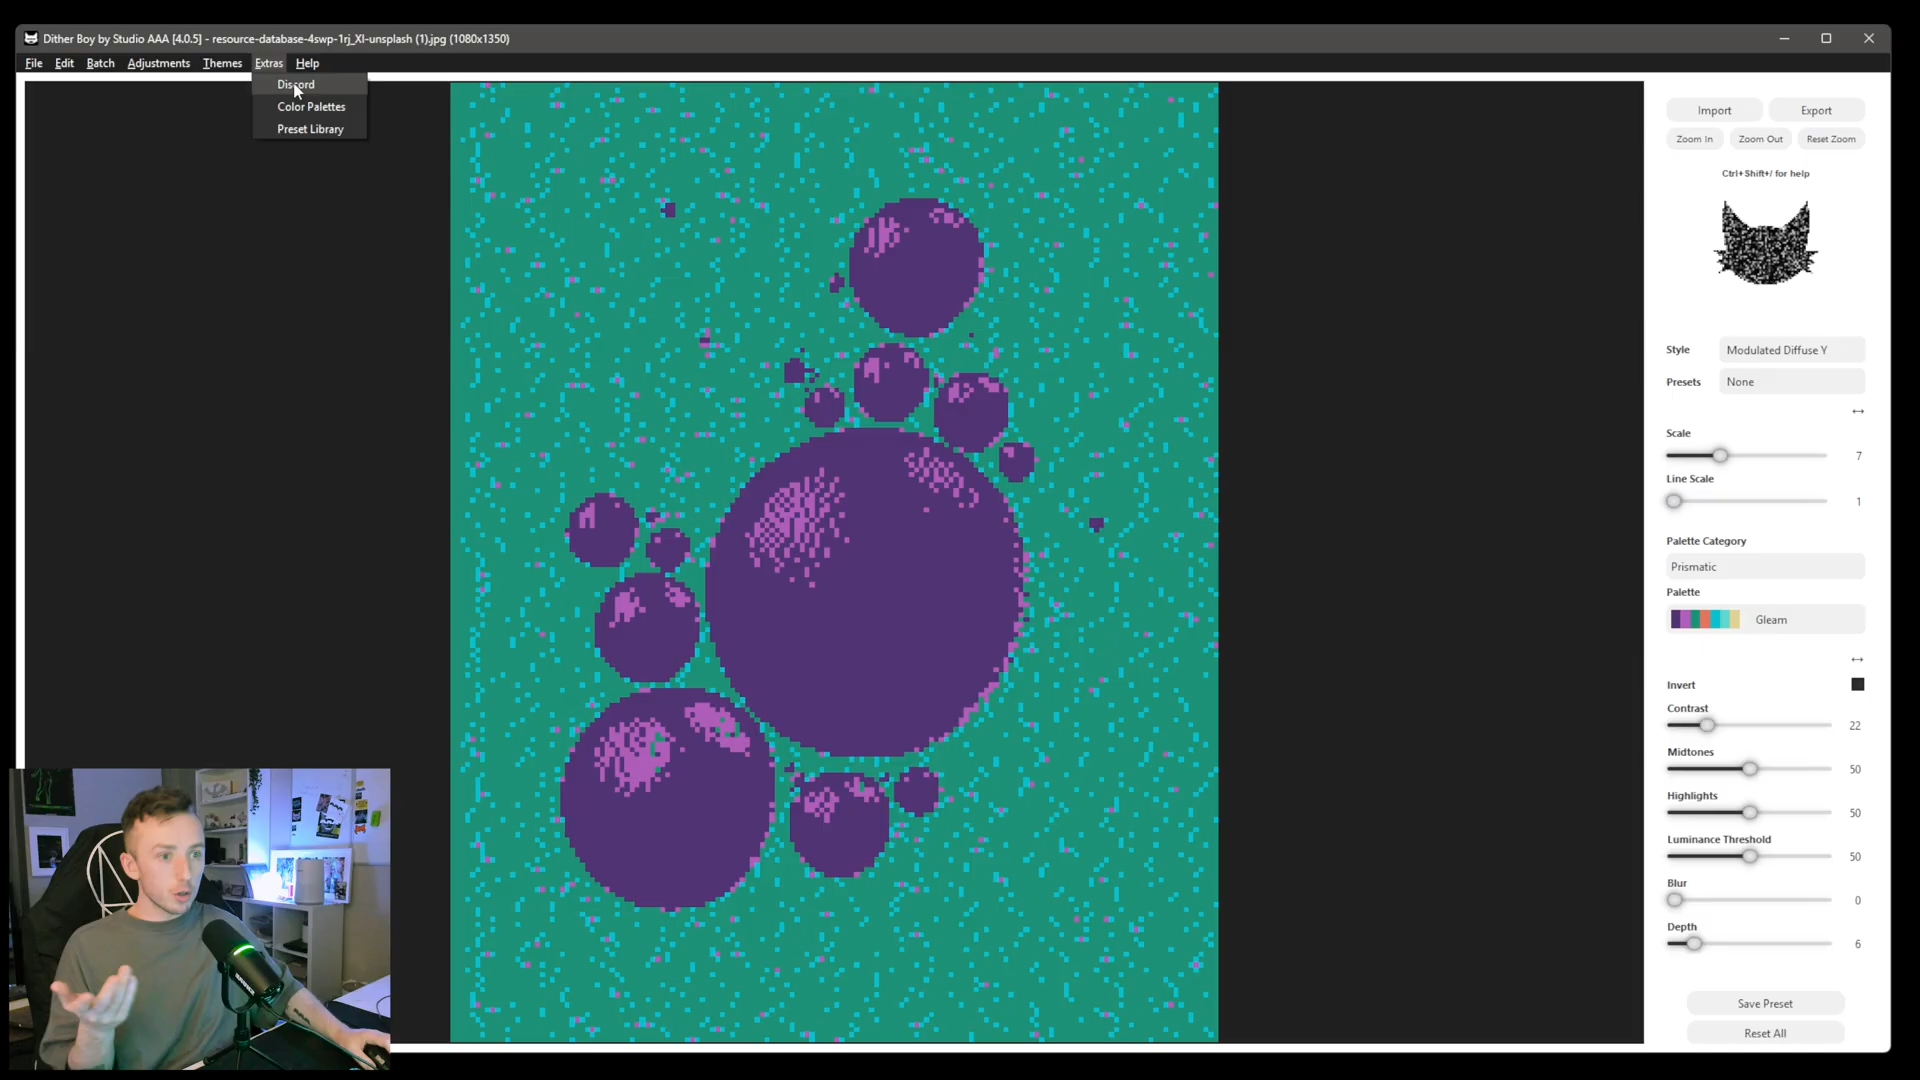 Dither Boy by Studio AAA [4.0.5] - resource-database-4swp-1rj_XI-unsplash (1).jpg (1080x1350)
File Edit Batch Adjustments Themes Extras Help
Discord
Color Palettes
Preset Library
Import Export
Zoom In Zoom Out Reset Zoom
Ctrl+Shift+/ for help
Style Modulated Diffuse Y
Presets None
Scale
7
Line Scale
1
Palette Category
Prismatic
Palette
Gleam
Invert
Contrast
22
Midtones
50
Highlights
50
Luminance Threshold
50
Blur
0
Depth
6
Save Preset
Reset All